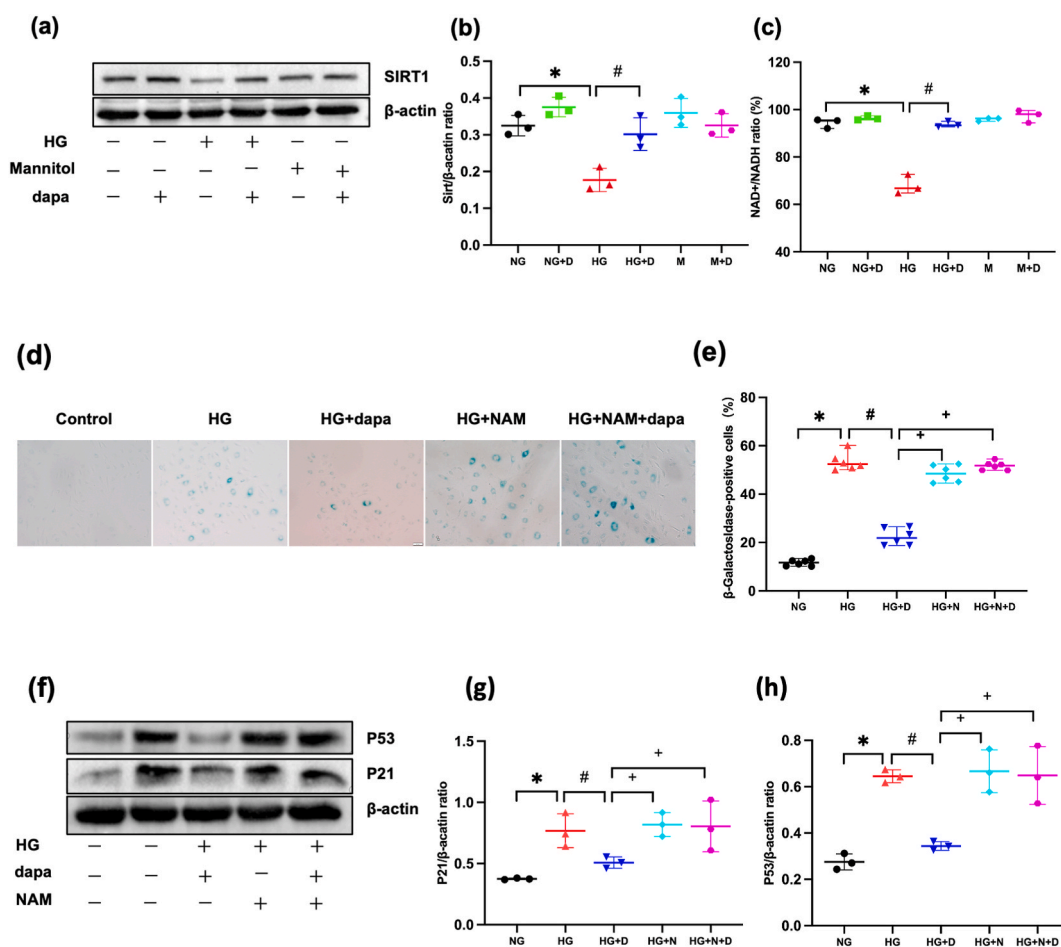 (a)
SIRT1
β-actin
HG − − + + − −
Mannitol − − − − + +
dapa − + − + − +
(b)
Sirt/β-acatin ratio
0.5
0.4
0.3
0.2
0.1
0.0
* #
NG NG+D HG HG+D M M+D
(c)
NAD+/NADH ratio (%)
120
100
80
60
40
* #
NG NG+D HG HG+D M M+D
(d)
Control HG HG+dapa HG+NAM HG+NAM+dapa
(e)
β-Galactosidase-positive cells (%)
80
60
40
20
0
* # + +
NG HG HG+D HG+N HG+N+D
(f)
P53
P21
β-actin
HG − − + + +
dapa − − + − +
NAM − − − + +
(g)
P21/β-acatin ratio
1.5
1.0
0.5
0.0
* # + +
NG HG HG+D HG+N HG+N+D
(h)
P53/β-acatin ratio
0.8
0.6
0.4
0.2
0.0
* # + +
NG HG HG+D HG+N HG+N+D